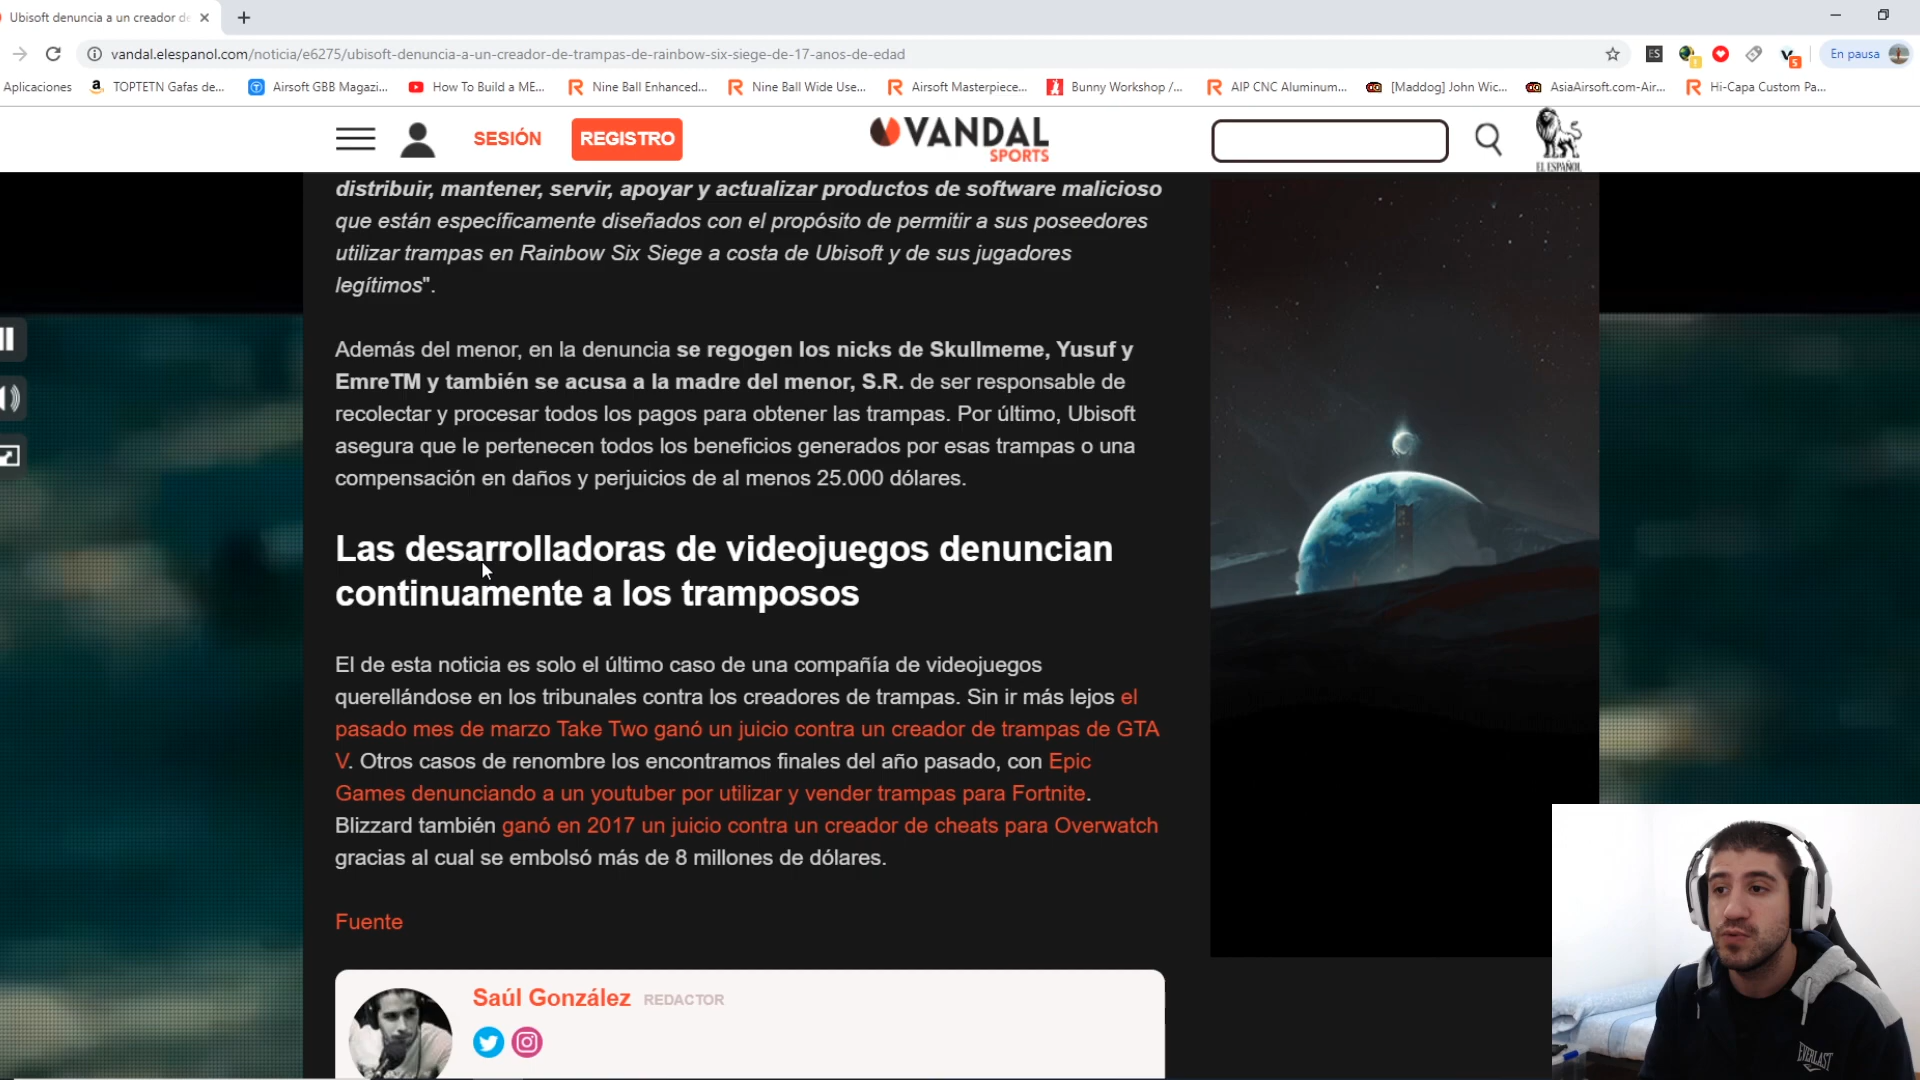 Ubisoft denuncia a un creador de
vandal.elespanol.com/noticia/e6275/ubisoft-denuncia-a-un-creador-de-trampas-de-rainbow-six-siege-de-17-anos-de-edad
ES
5
En pausa
Aplicaciones
TOPTETN Gafas de...
Airsoft GBB Magazi...
How To Build a ME...
Nine Ball Enhanced...
Nine Ball Wide Use...
Airsoft Masterpiece...
Bunny Workshop /...
AIP CNC Aluminum...
[Maddog] John Wic...
AsiaAirsoft.com-Air...
Hi-Capa Custom Pa...
SESIÓN
REGISTRO
VANDAL
SPORTS
EL ESPAÑOL
distribuir, mantener, servir, apoyar y actualizar productos de software malicioso
que están específicamente diseñados con el propósito de permitir a sus poseedores
utilizar trampas en Rainbow Six Siege a costa de Ubisoft y de sus jugadores
legítimos".
Además del menor, en la denuncia se regogen los nicks de Skullmeme, Yusuf y
EmreTM y también se acusa a la madre del menor, S.R. de ser responsable de
recolectar y procesar todos los pagos para obtener las trampas. Por último, Ubisoft
asegura que le pertenecen todos los beneficios generados por esas trampas o una
compensación en daños y perjuicios de al menos 25.000 dólares.
Las desarrolladoras de videojuegos denuncian
continuamente a los tramposos
El de esta noticia es solo el último caso de una compañía de videojuegos
querellándose en los tribunales contra los creadores de trampas. Sin ir más lejos el
pasado mes de marzo Take Two ganó un juicio contra un creador de trampas de GTA
V. Otros casos de renombre los encontramos finales del año pasado, con Epic
Games denunciando a un youtuber por utilizar y vender trampas para Fortnite.
Blizzard también ganó en 2017 un juicio contra un creador de cheats para Overwatch
gracias al cual se embolsó más de 8 millones de dólares.
Fuente
Saúl González REDACTOR
EVERLAST